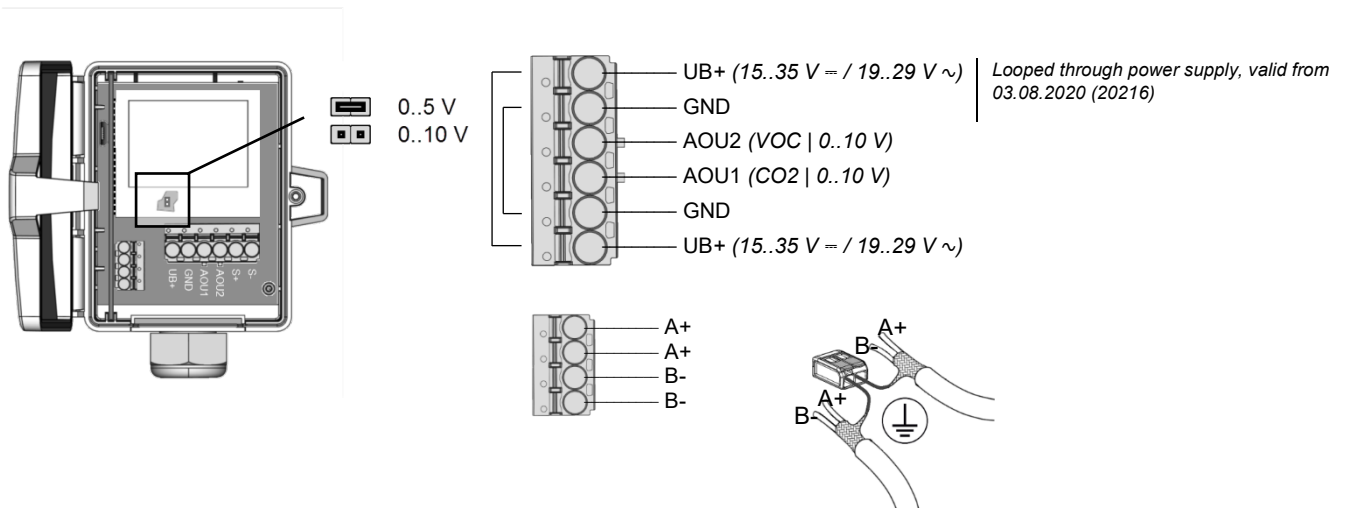 0..5 V
0..10 V
UB+
GND
AOU1
AOU2
S+
S-
UB+ (15..35 V ⎓ / 19..29 V ∿)
GND
AOU2 (VOC | 0..10 V)
AOU1 (CO2 | 0..10 V)
GND
UB+ (15..35 V ⎓ / 19..29 V ∿)
Looped through power supply, valid from
03.08.2020 (20216)
A+
A+
B-
B-
A+
B-
A+
B-